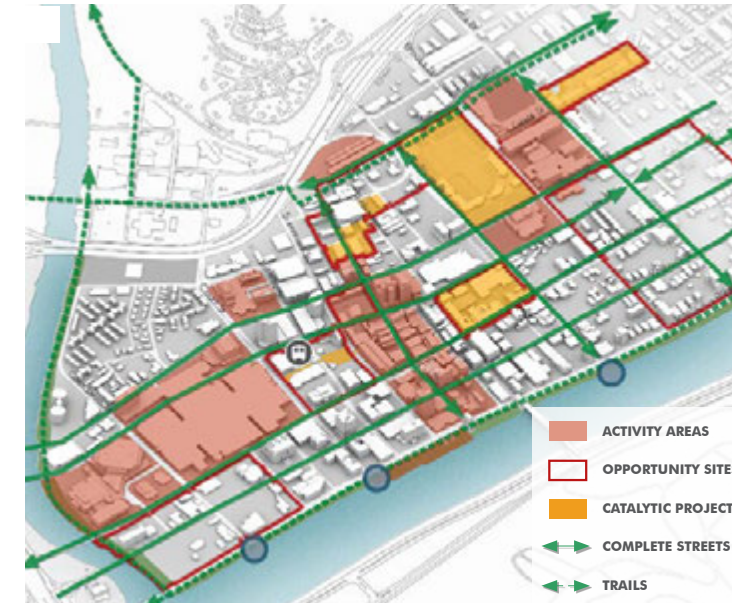 ACTIVITY AREAS
OPPORTUNITY SITE
CATALYTIC PROJECT
COMPLETE STREETS
TRAILS